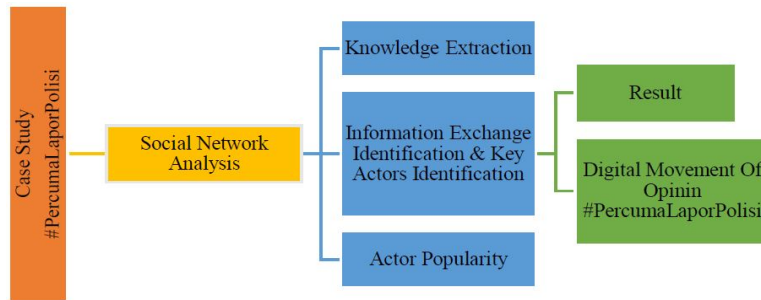 Case Study
#PercumaLaporPolisi
Social Network
Analysis
Knowledge Extraction
Information Exchange
Identification & Key
Actors Identification
Actor Popularity
Result
Digital Movement Of
Opinin
#PercumaLaporPolisi